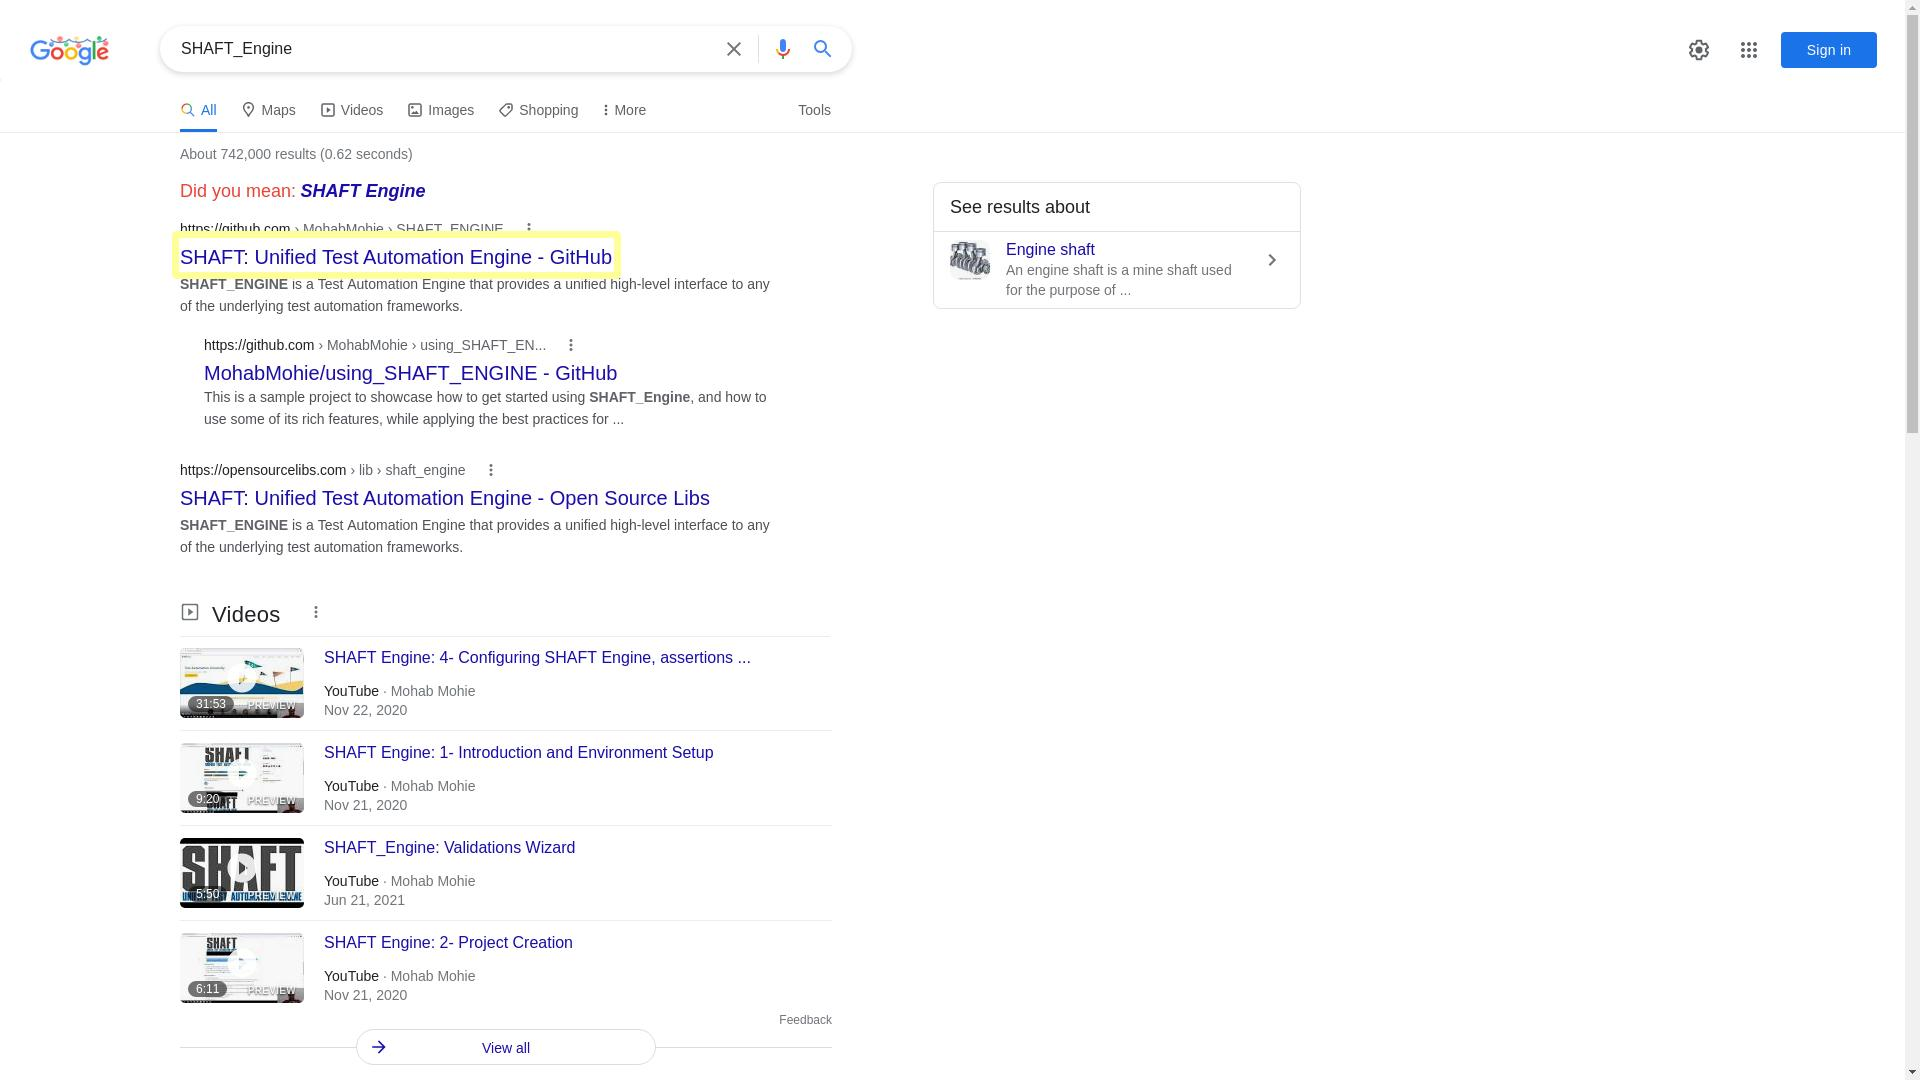 Google
SHAFT_Engine
Sign in
All
Maps
Videos
Images
Shopping
More
Tools
About 742,000 results (0.62 seconds)
Did you mean: SHAFT Engine
https://github.com › MohabMohie › SHAFT_ENGINE
SHAFT: Unified Test Automation Engine - GitHub
SHAFT_ENGINE is a Test Automation Engine that provides a unified high-level interface to any
of the underlying test automation frameworks.
https://github.com › MohabMohie › using_SHAFT_EN...
MohabMohie/using_SHAFT_ENGINE - GitHub
This is a sample project to showcase how to get started using SHAFT_Engine, and how to
use some of its rich features, while applying the best practices for ...
https://opensourcelibs.com › lib › shaft_engine
SHAFT: Unified Test Automation Engine - Open Source Libs
SHAFT_ENGINE is a Test Automation Engine that provides a unified high-level interface to any
of the underlying test automation frameworks.
Videos
31:53
PREVIEW
SHAFT Engine: 4- Configuring SHAFT Engine, assertions ...
YouTube · Mohab Mohie
Nov 22, 2020
SHAFT
9:20
PREVIEW
SHAFT Engine: 1- Introduction and Environment Setup
YouTube · Mohab Mohie
Nov 21, 2020
SHAFT
5:50
PREVIEW
SHAFT_Engine: Validations Wizard
YouTube · Mohab Mohie
Jun 21, 2021
SHAFT
6:11
PREVIEW
SHAFT Engine: 2- Project Creation
YouTube · Mohab Mohie
Nov 21, 2020
Feedback
View all
See results about
Engine shaft
An engine shaft is a mine shaft used
for the purpose of ...